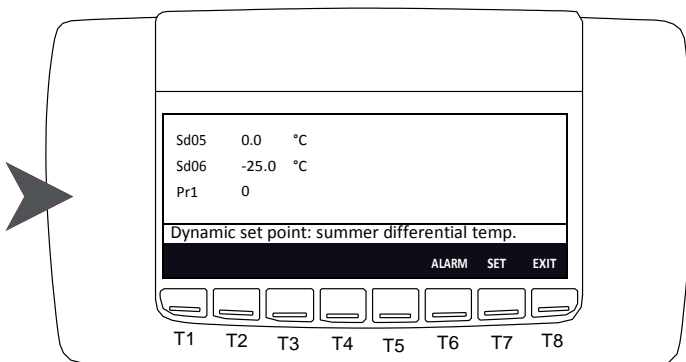 Sd05 0.0 °C
Sd06 -25.0 °C
Pr1 0
Dynamic set point: summer differential temp.
ALARM SET EXIT
T1 T2 T3 T4 T5 T6 T7 T8